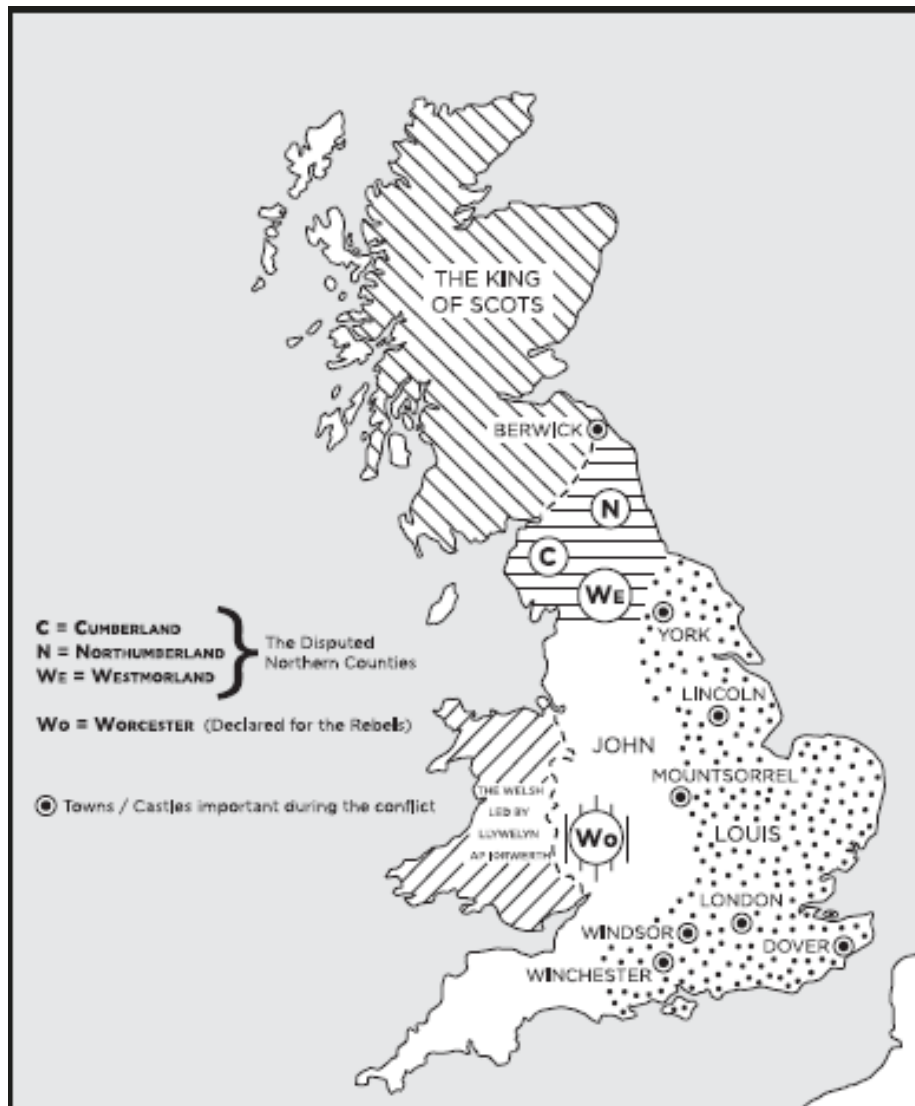 THE KING
OF SCOTS
BERWICK
N
C
WE
YORK
C = CUMBERLAND
N = NORTHUMBERLAND
WE = WESTMORLAND
The Disputed
Northern Counties
LINCOLN
WO = WORCESTER (Declared for the Rebels)
JOHN
MOUNTSORREL
Towns / Castles important during the conflict
THE WELSH
LED BY
LLYWELYN
AP IORWERTH
Wo
LOUIS
LONDON
WINDSOR
DOVER
WINCHESTER